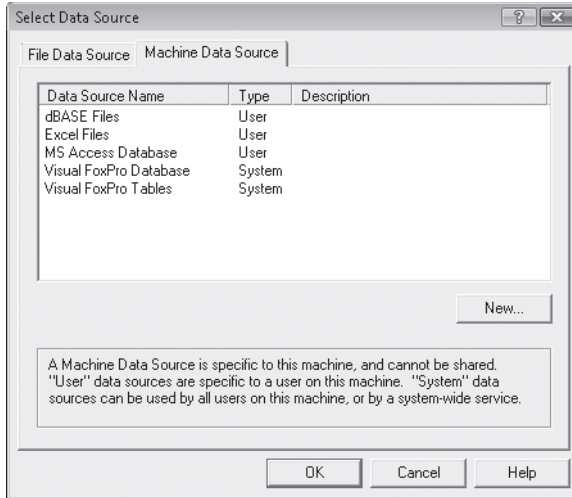 Select Data Source
File Data Source Machine Data Source
Data Source Name Type Description
dBASE Files User
Excel Files User
MS Access Database User
Visual FoxPro Database System
Visual FoxPro Tables System
New...
A Machine Data Source is specific to this machine, and cannot be shared.
"User" data sources are specific to a user on this machine. "System" data
sources can be used by all users on this machine, or by a system-wide service.
OK Cancel Help